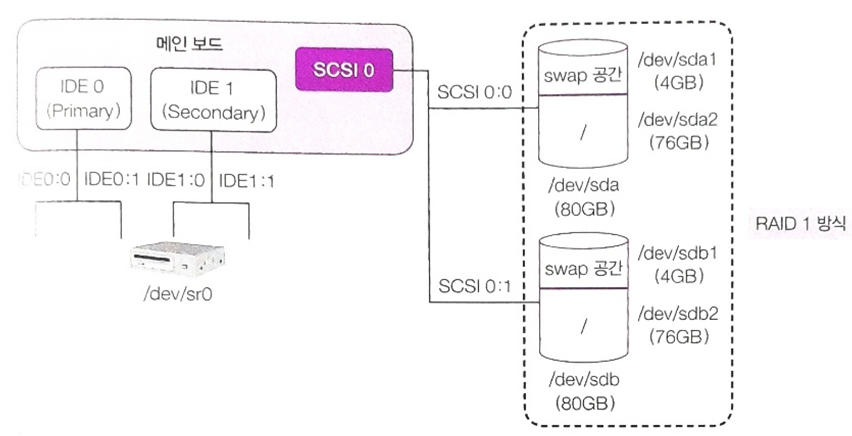 메인 보드
SCSI 0
IDE 0
(Primary)
IDE 1
(Secondary)
IDE0:0
IDE0:1
IDE1:0
IDE1:1
/dev/sr0
SCSI 0:0
swap 공간
/
/dev/sda1
(4GB)
/dev/sda2
(76GB)
/dev/sda
(80GB)
SCSI 0:1
swap 공간
/
/dev/sdb1
(4GB)
/dev/sdb2
(76GB)
/dev/sdb
(80GB)
RAID 1 방식